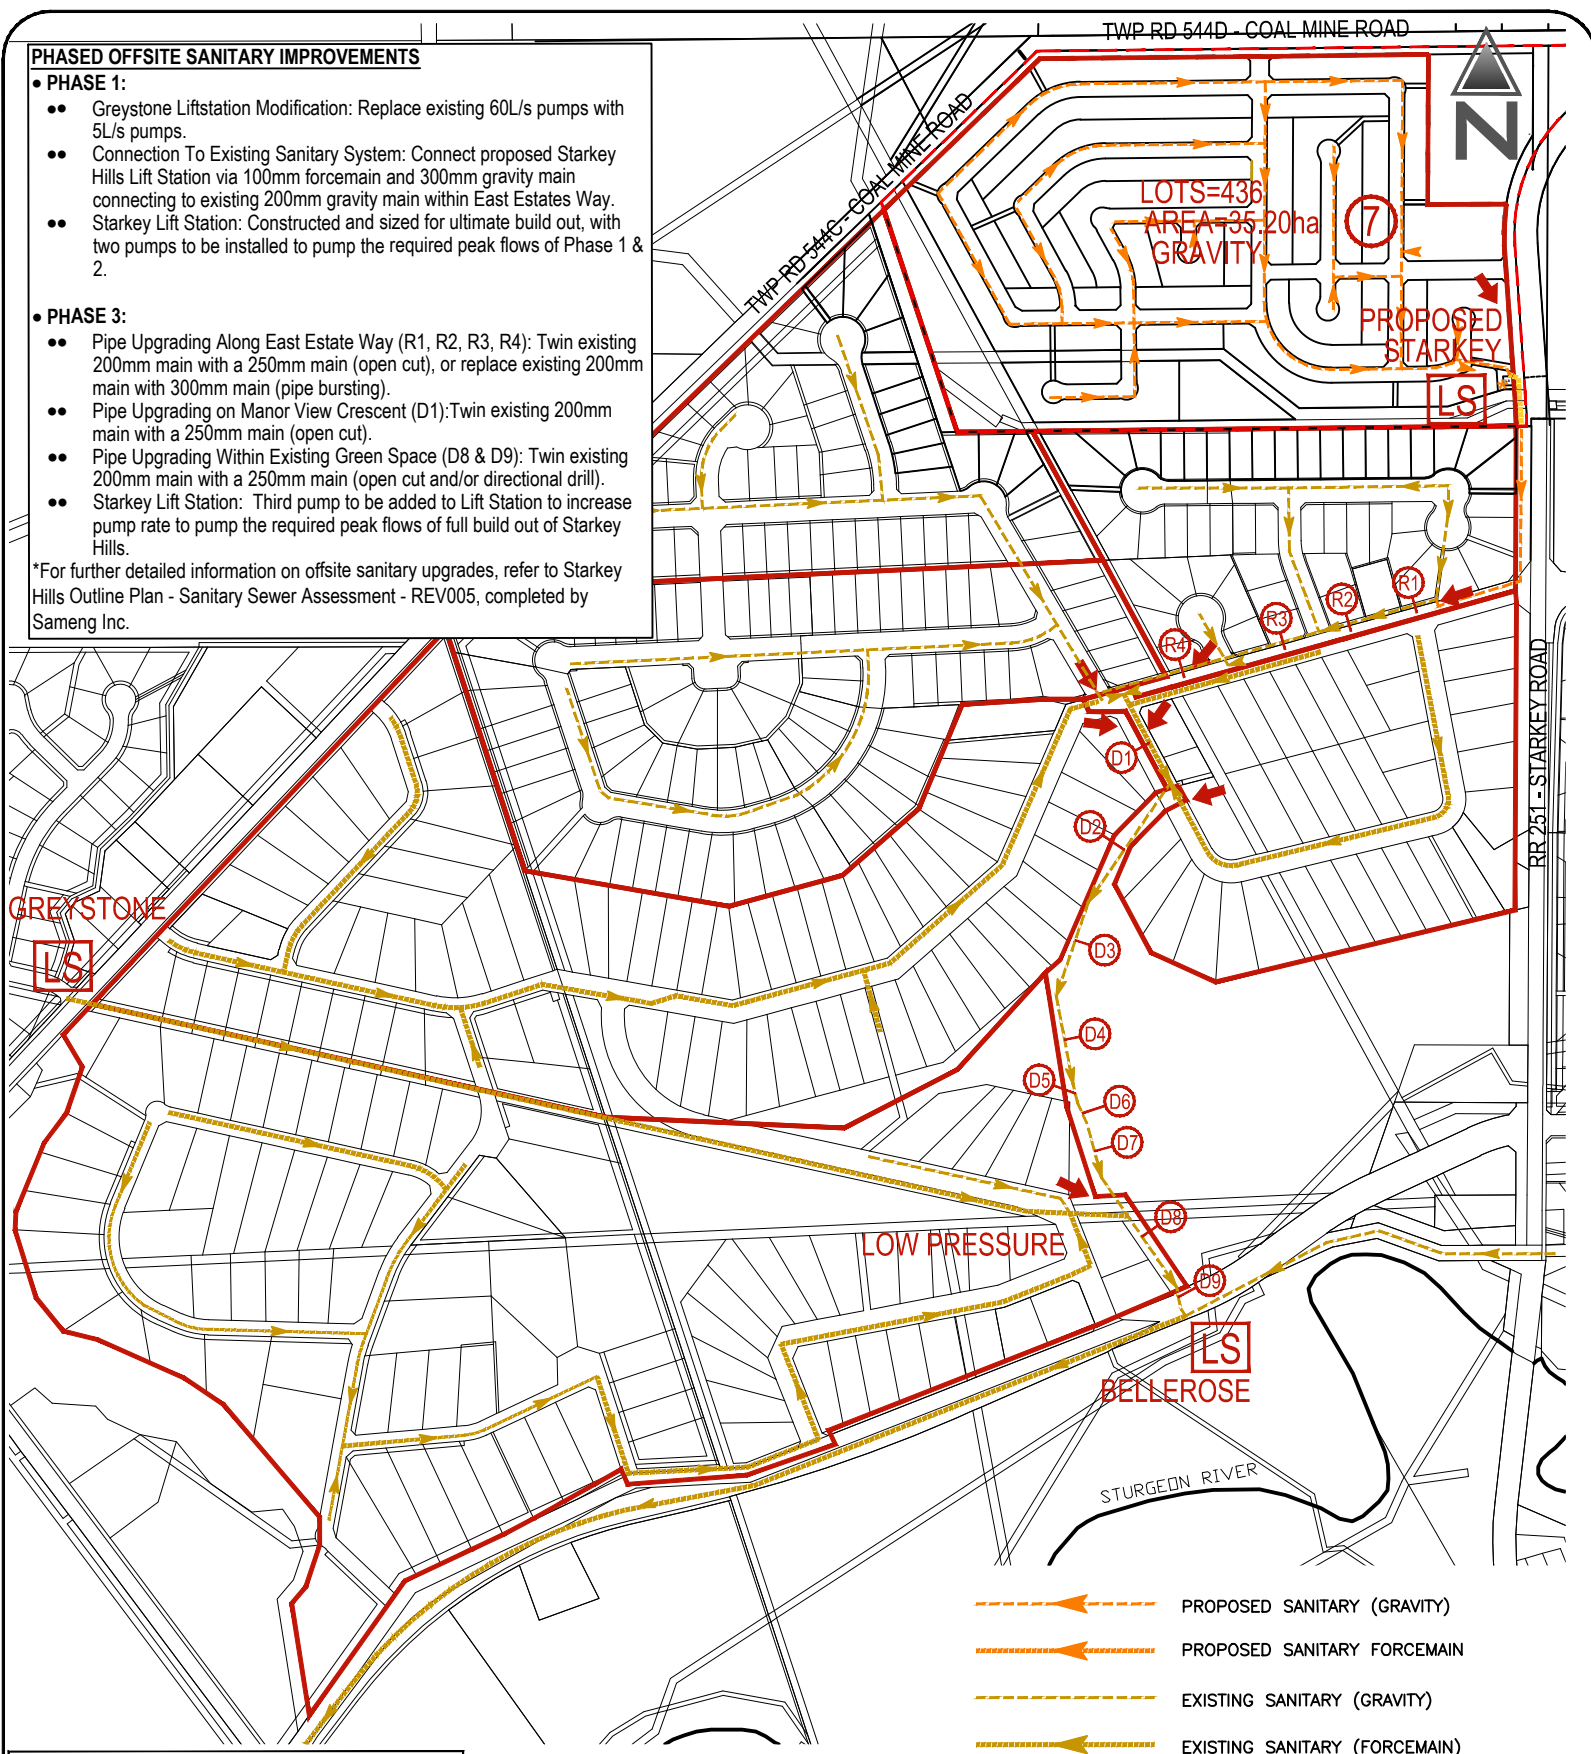 PHASED OFFSITE SANITARY IMPROVEMENTS
• PHASE 1:
•• Greystone Liftstation Modification: Replace existing 60L/s pumps with
5L/s pumps.
•• Connection To Existing Sanitary System: Connect proposed Starkey
Hills Lift Station via 100mm forcemain and 300mm gravity main
connecting to existing 200mm gravity main within East Estates Way.
•• Starkey Lift Station: Constructed and sized for ultimate build out, with
two pumps to be installed to pump the required peak flows of Phase 1 &
2.
• PHASE 3:
•• Pipe Upgrading Along East Estate Way (R1, R2, R3, R4): Twin existing
200mm main with a 250mm main (open cut), or replace existing 200mm
main with 300mm main (pipe bursting).
•• Pipe Upgrading on Manor View Crescent (D1):Twin existing 200mm
main with a 250mm main (open cut).
•• Pipe Upgrading Within Existing Green Space (D8 & D9): Twin existing
200mm main with a 250mm main (open cut and/or directional drill).
•• Starkey Lift Station: Third pump to be added to Lift Station to increase
pump rate to pump the required peak flows of full build out of Starkey
Hills.
*For further detailed information on offsite sanitary upgrades, refer to Starkey
Hills Outline Plan - Sanitary Sewer Assessment - REV005, completed by
Sameng Inc.
TWP RD 544D - COAL MINE ROAD
N
TWP RD 544C - COAL MINE ROAD
LOTS=436
AREA=35.20ha
GRAVITY
7
PROPOSED
STARKEY
LS
R1
R2
R3
R4
RR 251 - STARKEY ROAD
D1
D2
D3
D4
D5
D6
D7
D8
D9
GREYSTONE
LS
LOW PRESSURE
LS
BELLEROSE
STURGEON RIVER
PROPOSED SANITARY (GRAVITY)
PROPOSED SANITARY FORCEMAIN
EXISTING SANITARY (GRAVITY)
EXISTING SANITARY (FORCEMAIN)